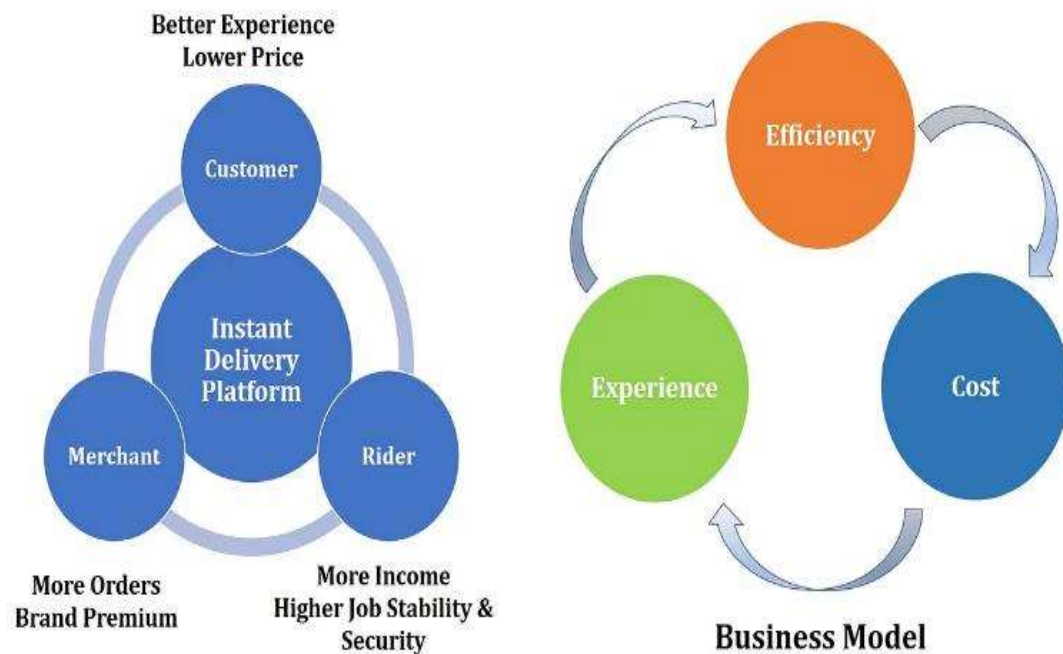 Better Experience
Lower Price
Customer
Instant
Delivery
Platform
Merchant
Rider
More Orders
Brand Premium
More Income
Higher Job Stability &
Security
Efficiency
Experience
Cost
Business Model